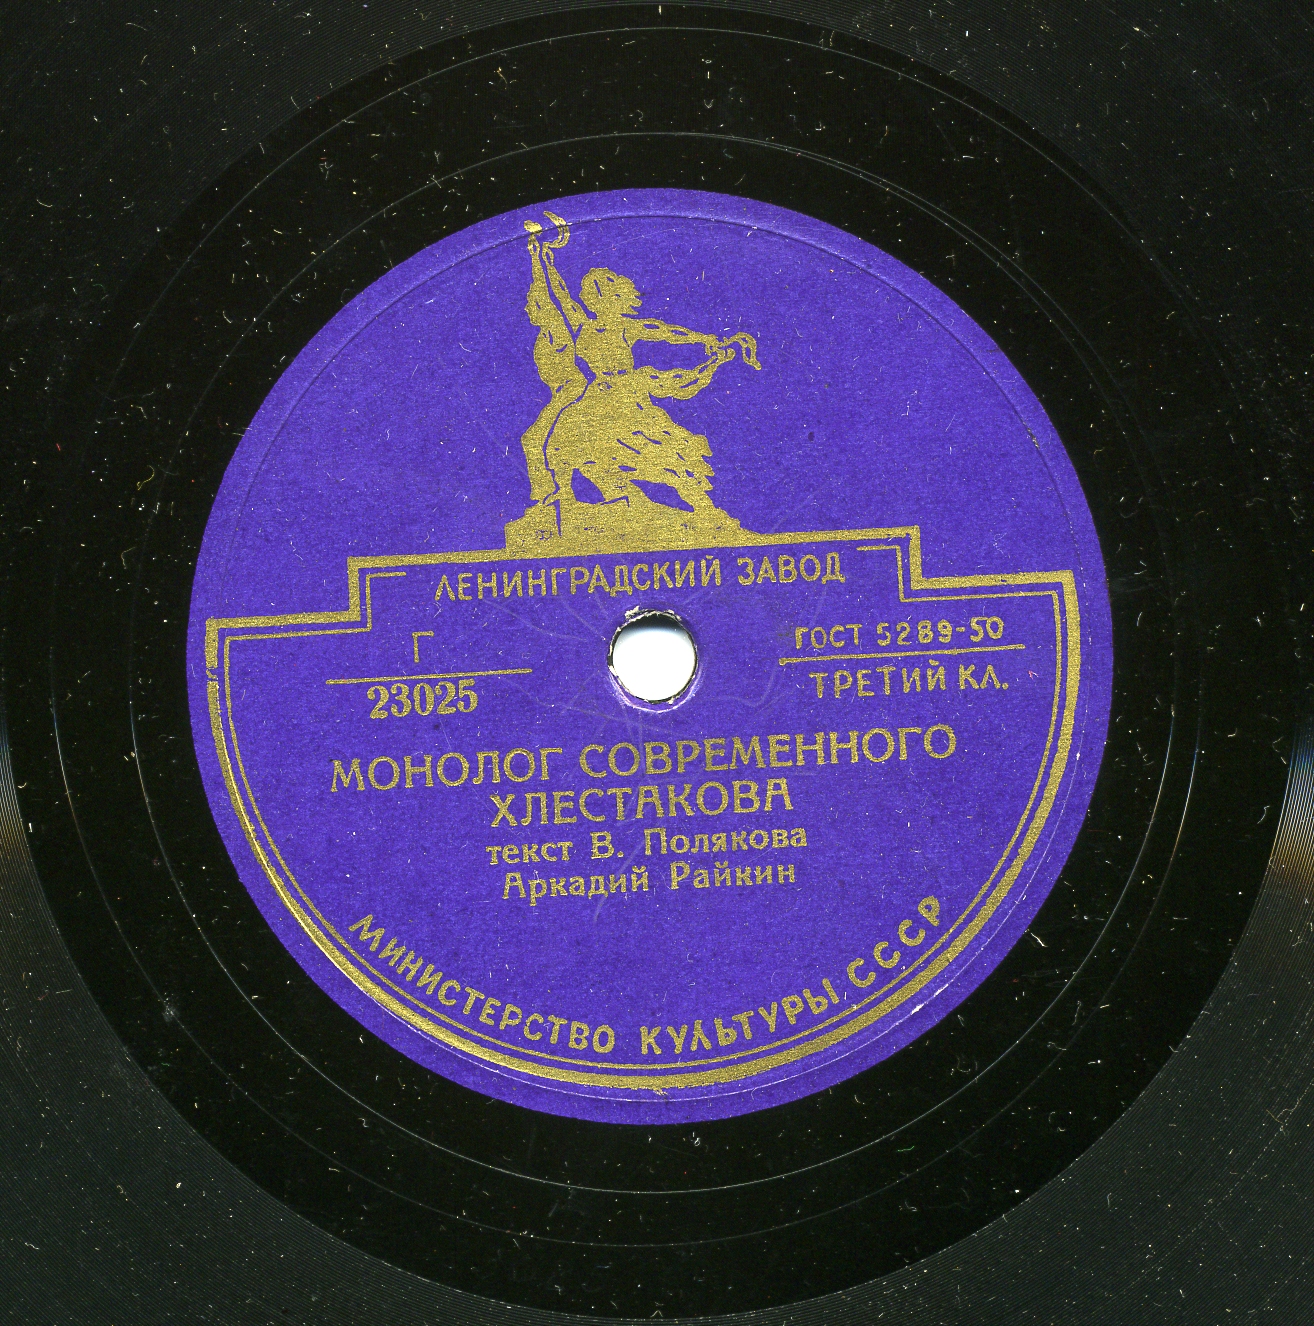 ЛЕНИНГРАДСКИЙ ЗАВОД
Г
23025
ГОСТ 5289-50
ТРЕТИЙ КЛ.
МОНОЛОГ СОВРЕМЕННОГО
ХЛЕСТАКОВА
текст В. Полякова
Аркадий Райкин
МИНИСТЕРСТВО КУЛЬТУРЫ СССР